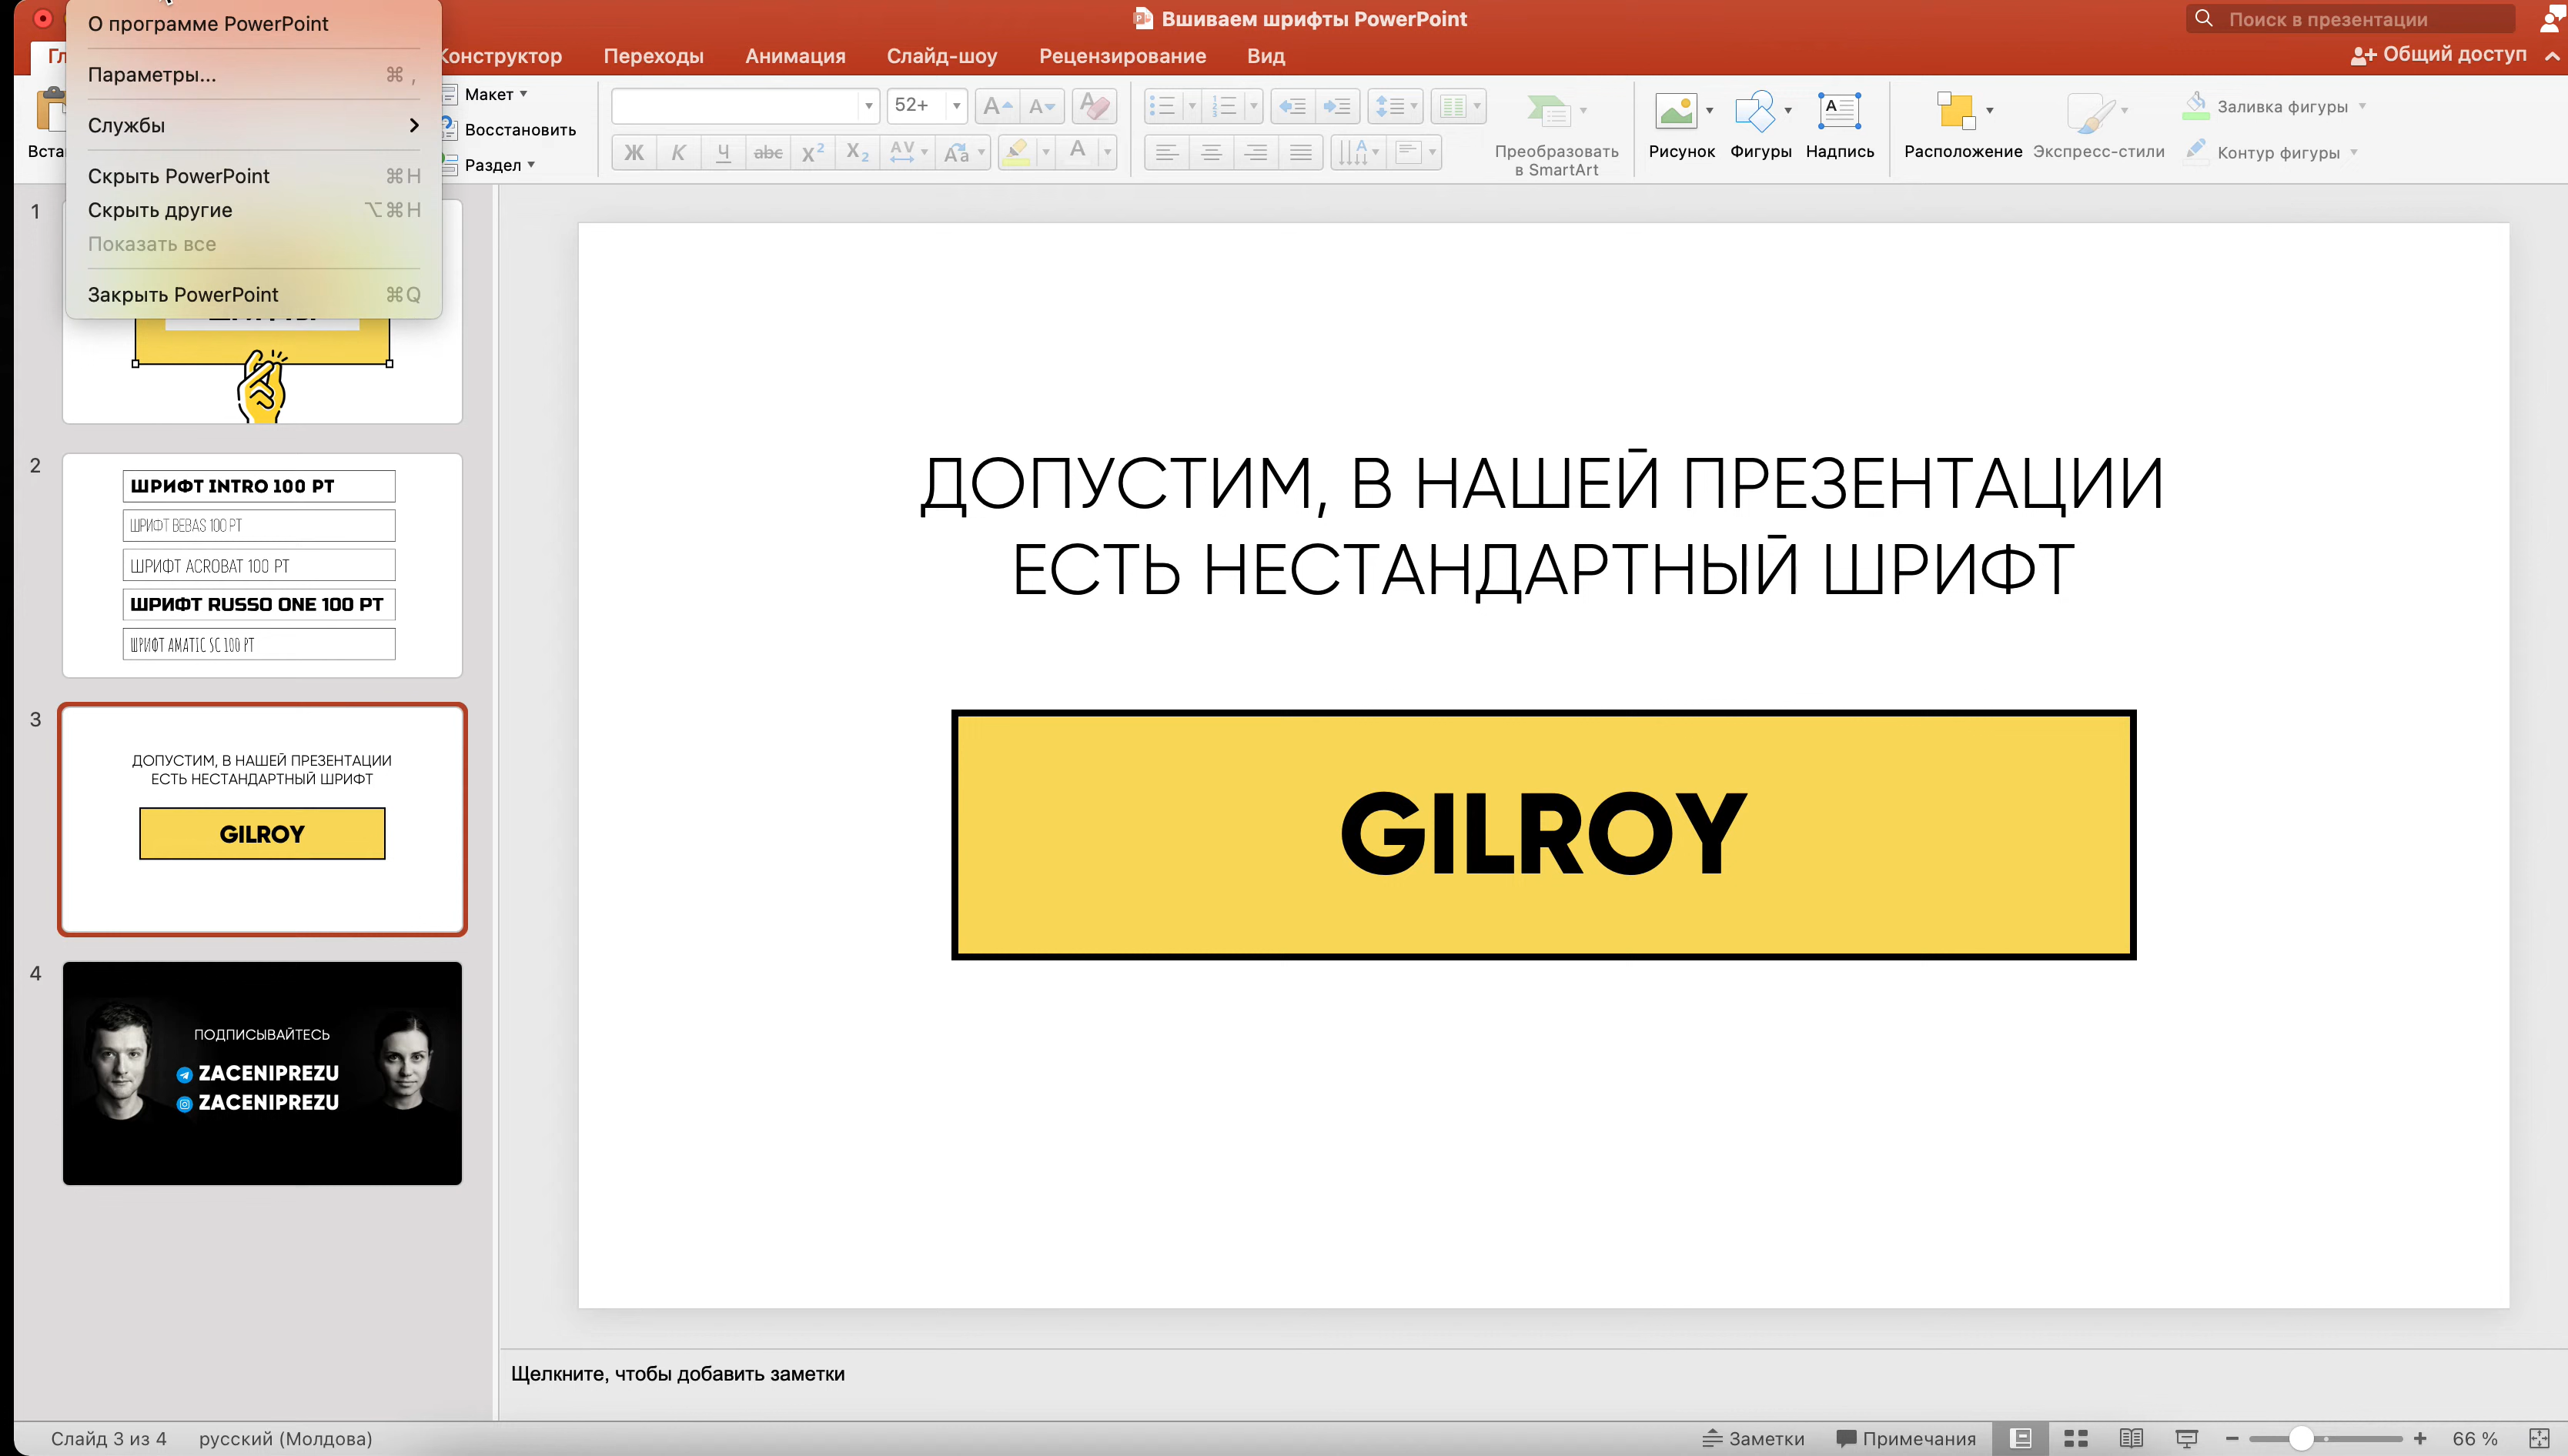 Вшиваем шрифты PowerPoint
Поиск в презентации
О программе PowerPoint
Параметры... ⌘ ,
Службы
Скрыть PowerPoint ⌘H
Скрыть другие ⌥⌘H
Показать все
Закрыть PowerPoint ⌘Q
Конструктор Переходы Анимация Слайд-шоу Рецензирование Вид Общий доступ
Макет
Восстановить
Раздел
52+
Ж К Ч abc X² X₂ AV Aa A
Преобразовать
в SmartArt
Рисунок Фигуры Надпись Расположение Экспресс-стили
Заливка фигуры
Контур фигуры
1
2
ШРИФТ INTRO 100 PT
ШРИФТ BEBAS 100 PT
ШРИФТ ACROBAT 100 PT
ШРИФТ RUSSO ONE 100 PT
ШРИФТ AMATIC SC 100 PT
3
ДОПУСТИМ, В НАШЕЙ ПРЕЗЕНТАЦИИ
ЕСТЬ НЕСТАНДАРТНЫЙ ШРИФТ
GILROY
4
ПОДПИСЫВАЙТЕСЬ
ZACENIPREZU
ZACENIPREZU
ДОПУСТИМ, В НАШЕЙ ПРЕЗЕНТАЦИИ
ЕСТЬ НЕСТАНДАРТНЫЙ ШРИФТ
GILROY
Щелкните, чтобы добавить заметки
Слайд 3 из 4 русский (Молдова) Заметки Примечания 66 %